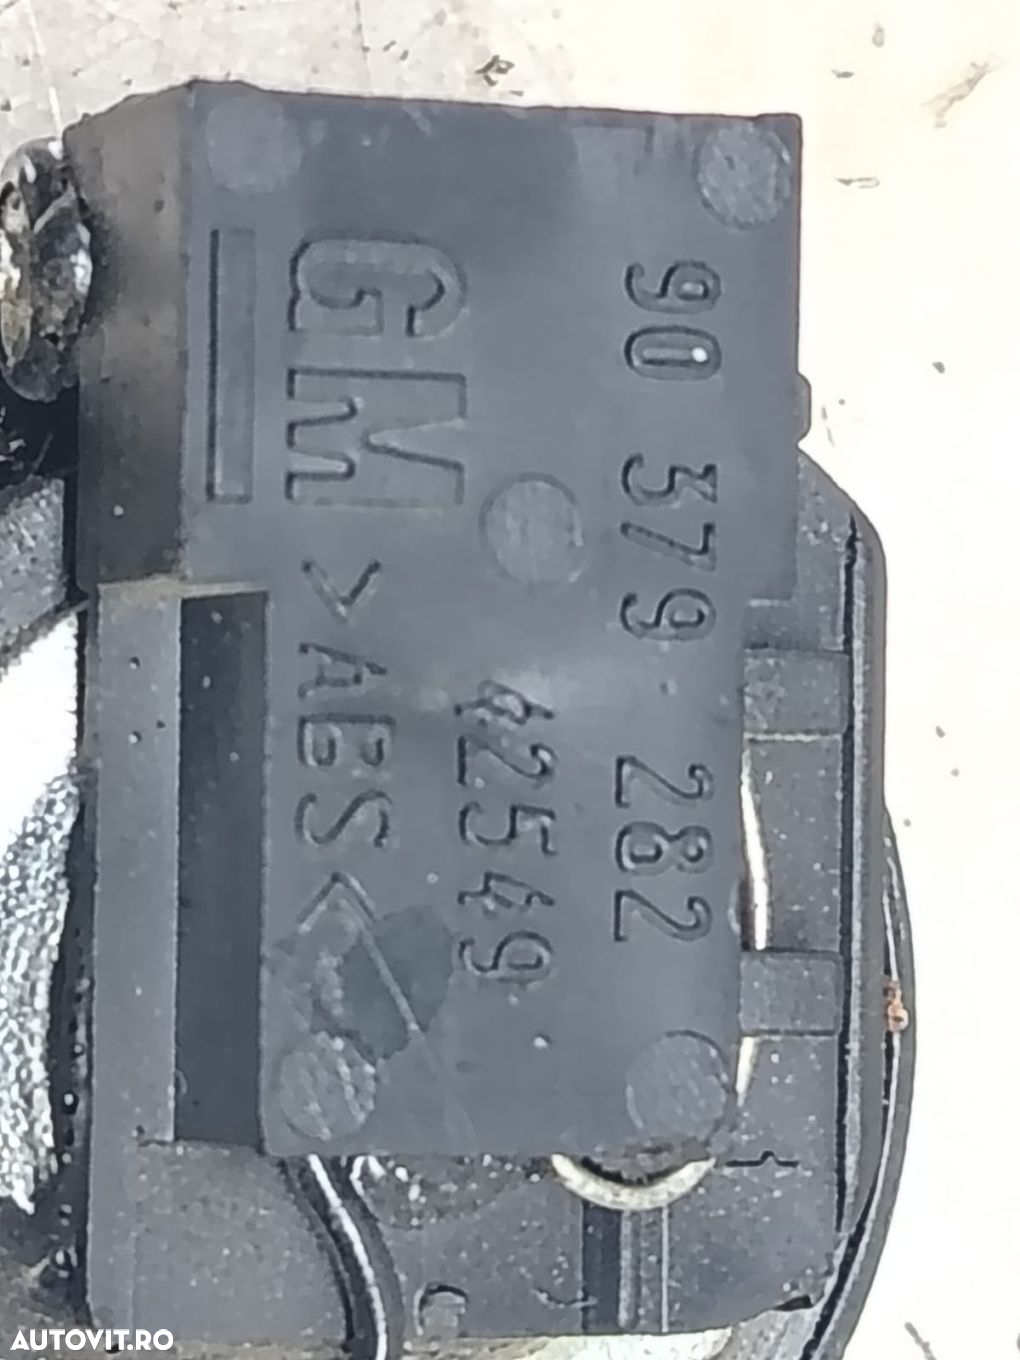 90 379 282
42549
GM
>ABS<
AUTOVIT.RO